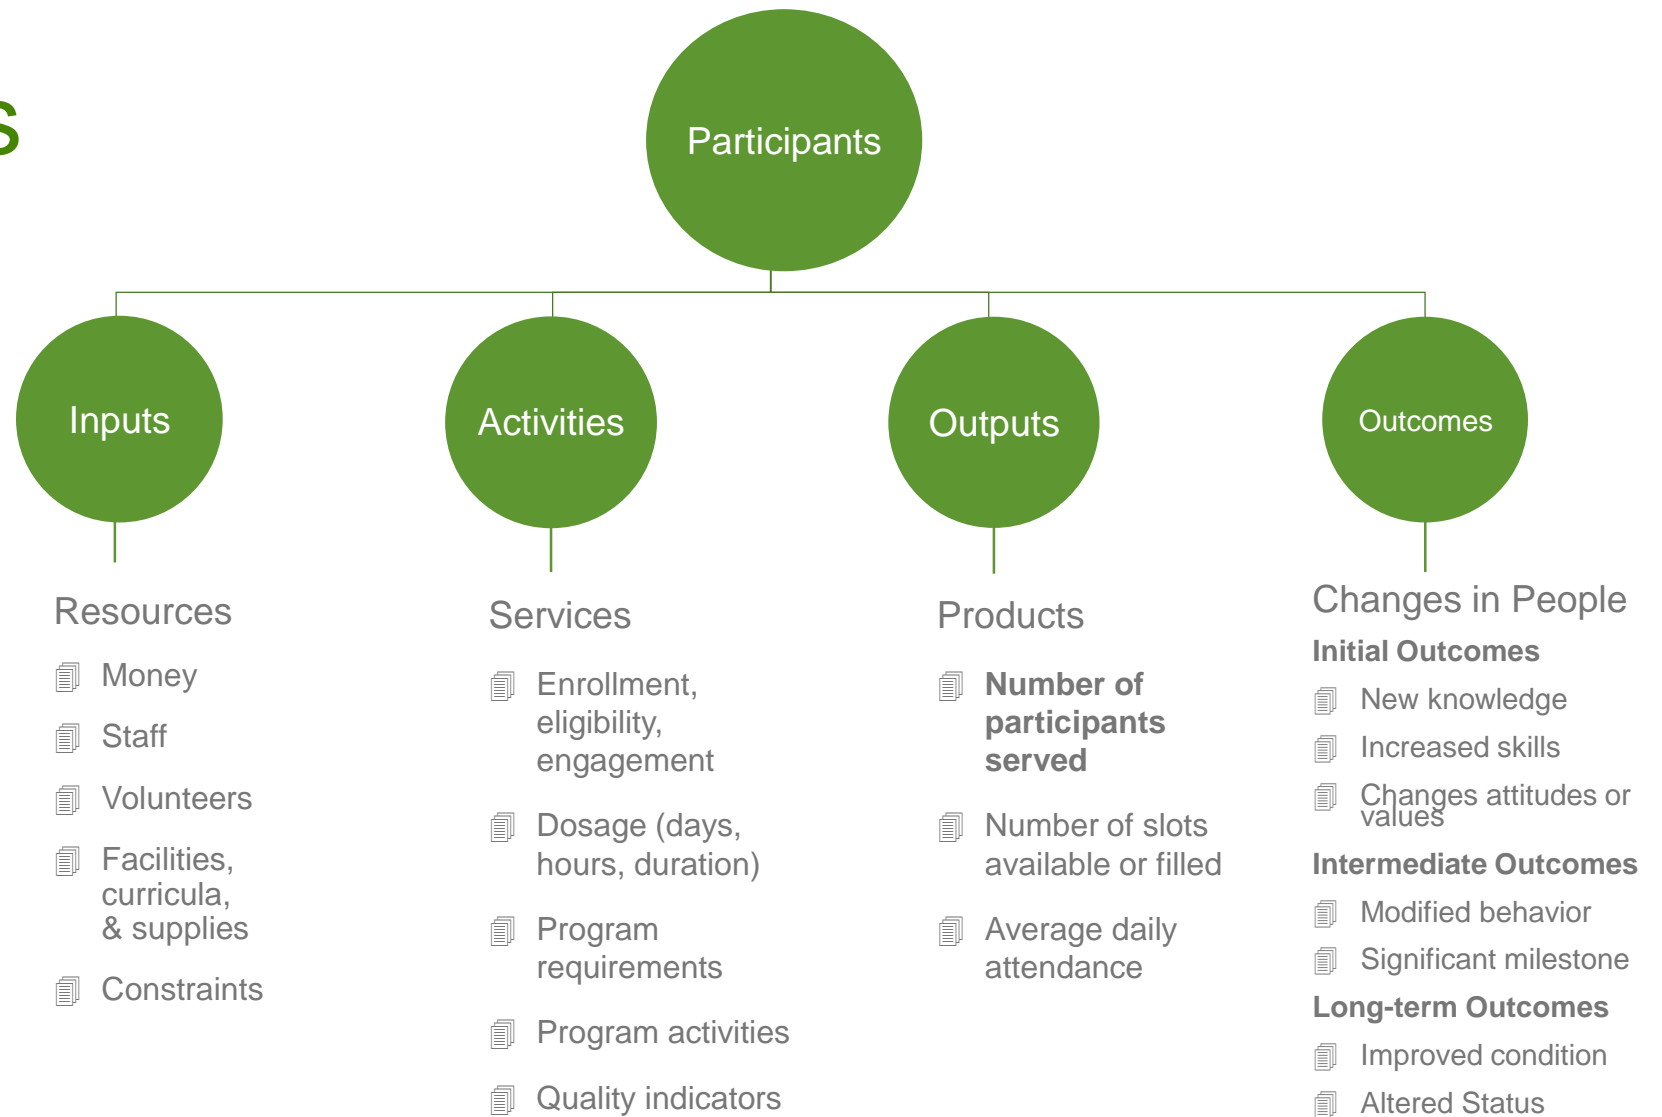 s
Participants
Inputs
Activities
Outputs
Outcomes
Resources
Money
Staff
Volunteers
Facilities,
curricula,
& supplies
Constraints
Services
Enrollment,
eligibility,
engagement
Dosage (days,
hours, duration)
Program
requirements
Program activities
Quality indicators
Products
Number of
participants
served
Number of slots
available or filled
Average daily
attendance
Changes in People
Initial Outcomes
New knowledge
Increased skills
Changes attitudes or
values
Intermediate Outcomes
Modified behavior
Significant milestone
Long-term Outcomes
Improved condition
Altered Status